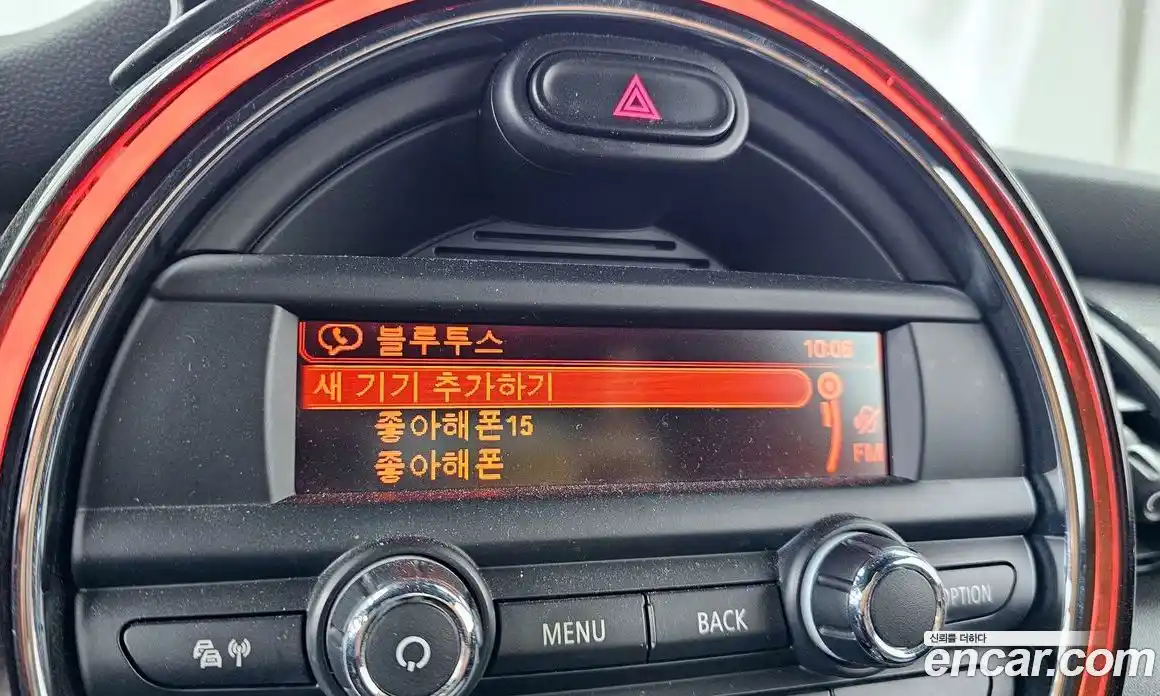 블루투스 10:06
새 기기 추가하기
좋아해폰15
좋아해폰
FM
MENU
BACK
OPTION
신뢰를 더하다
encar.com